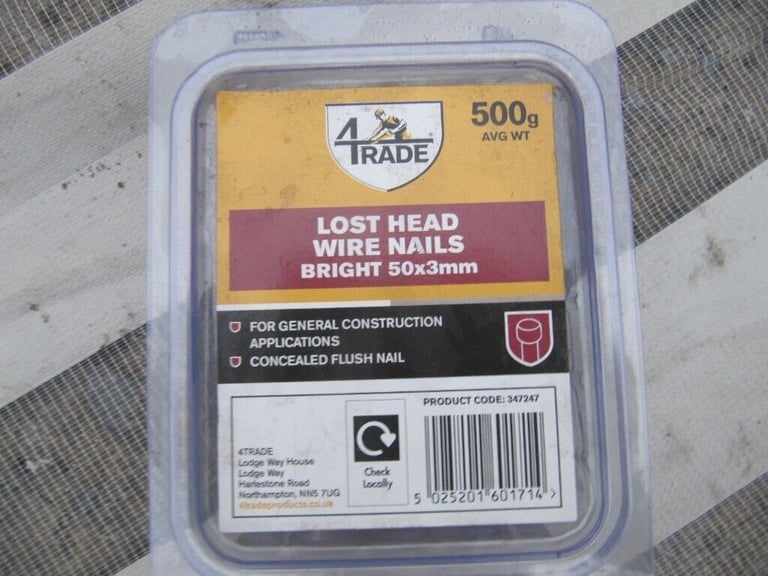 4TRADE
500g
AVG WT
LOST HEAD
WIRE NAILS
BRIGHT 50x3mm
FOR GENERAL CONSTRUCTION
APPLICATIONS
CONCEALED FLUSH NAIL
PRODUCT CODE: 347247
4TRADE
Lodge Way House
Lodge Way
Harlestone Road
Northampton, NN5 7UG
4tradeproducts.co.uk
Check
Locally
5 025201 601714 >